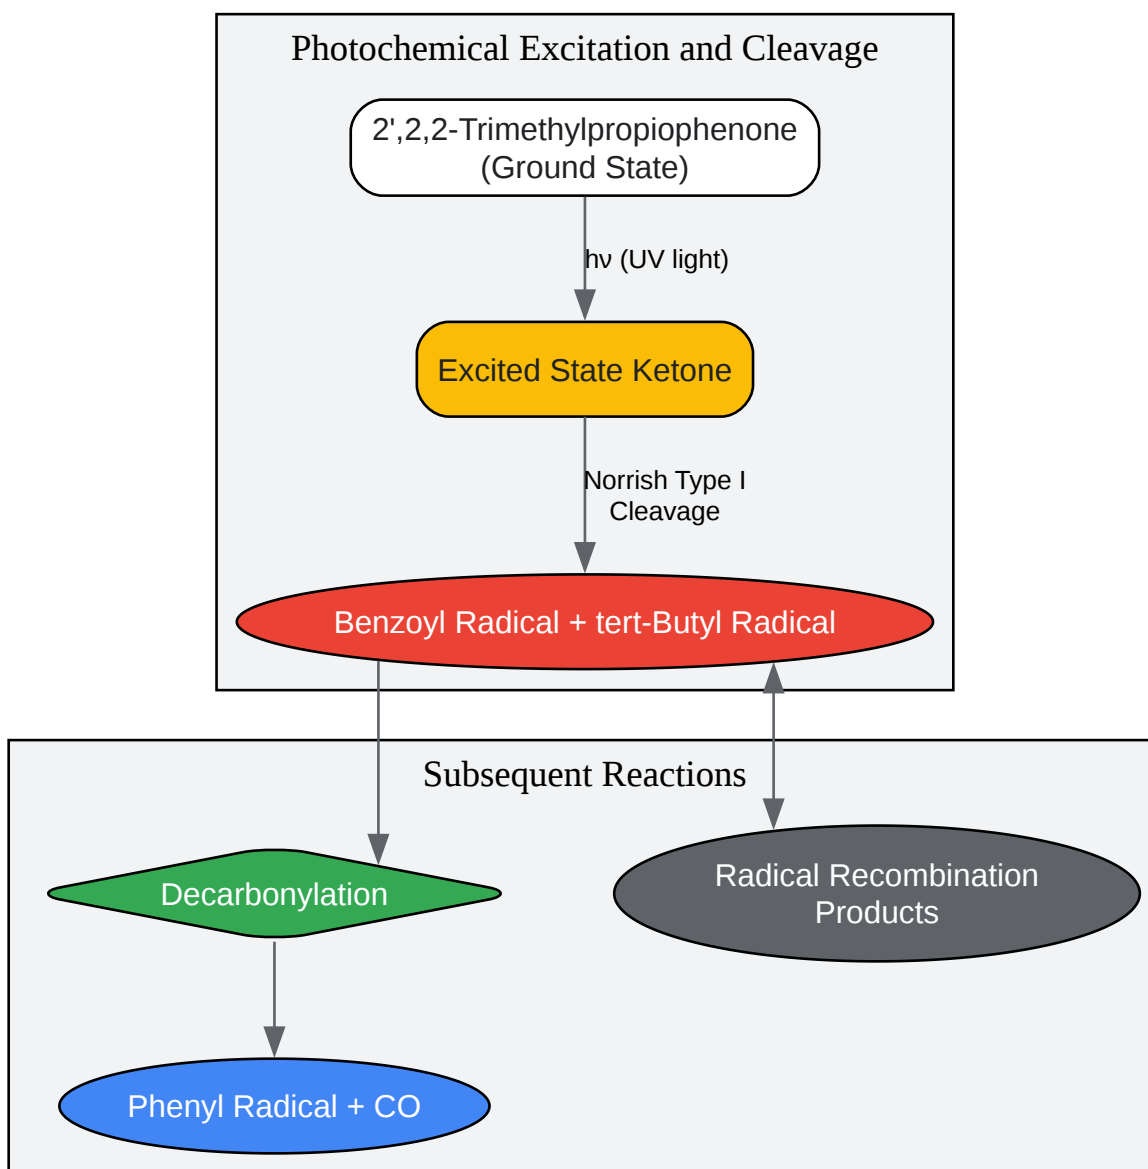 Photochemical Excitation and Cleavage
2',2,2-Trimethylpropiophenone
(Ground State)
hν (UV light)
Excited State Ketone
Norrish Type I
Cleavage
Benzoyl Radical + tert-Butyl Radical
Subsequent Reactions
Decarbonylation
Radical Recombination
Products
Phenyl Radical + CO